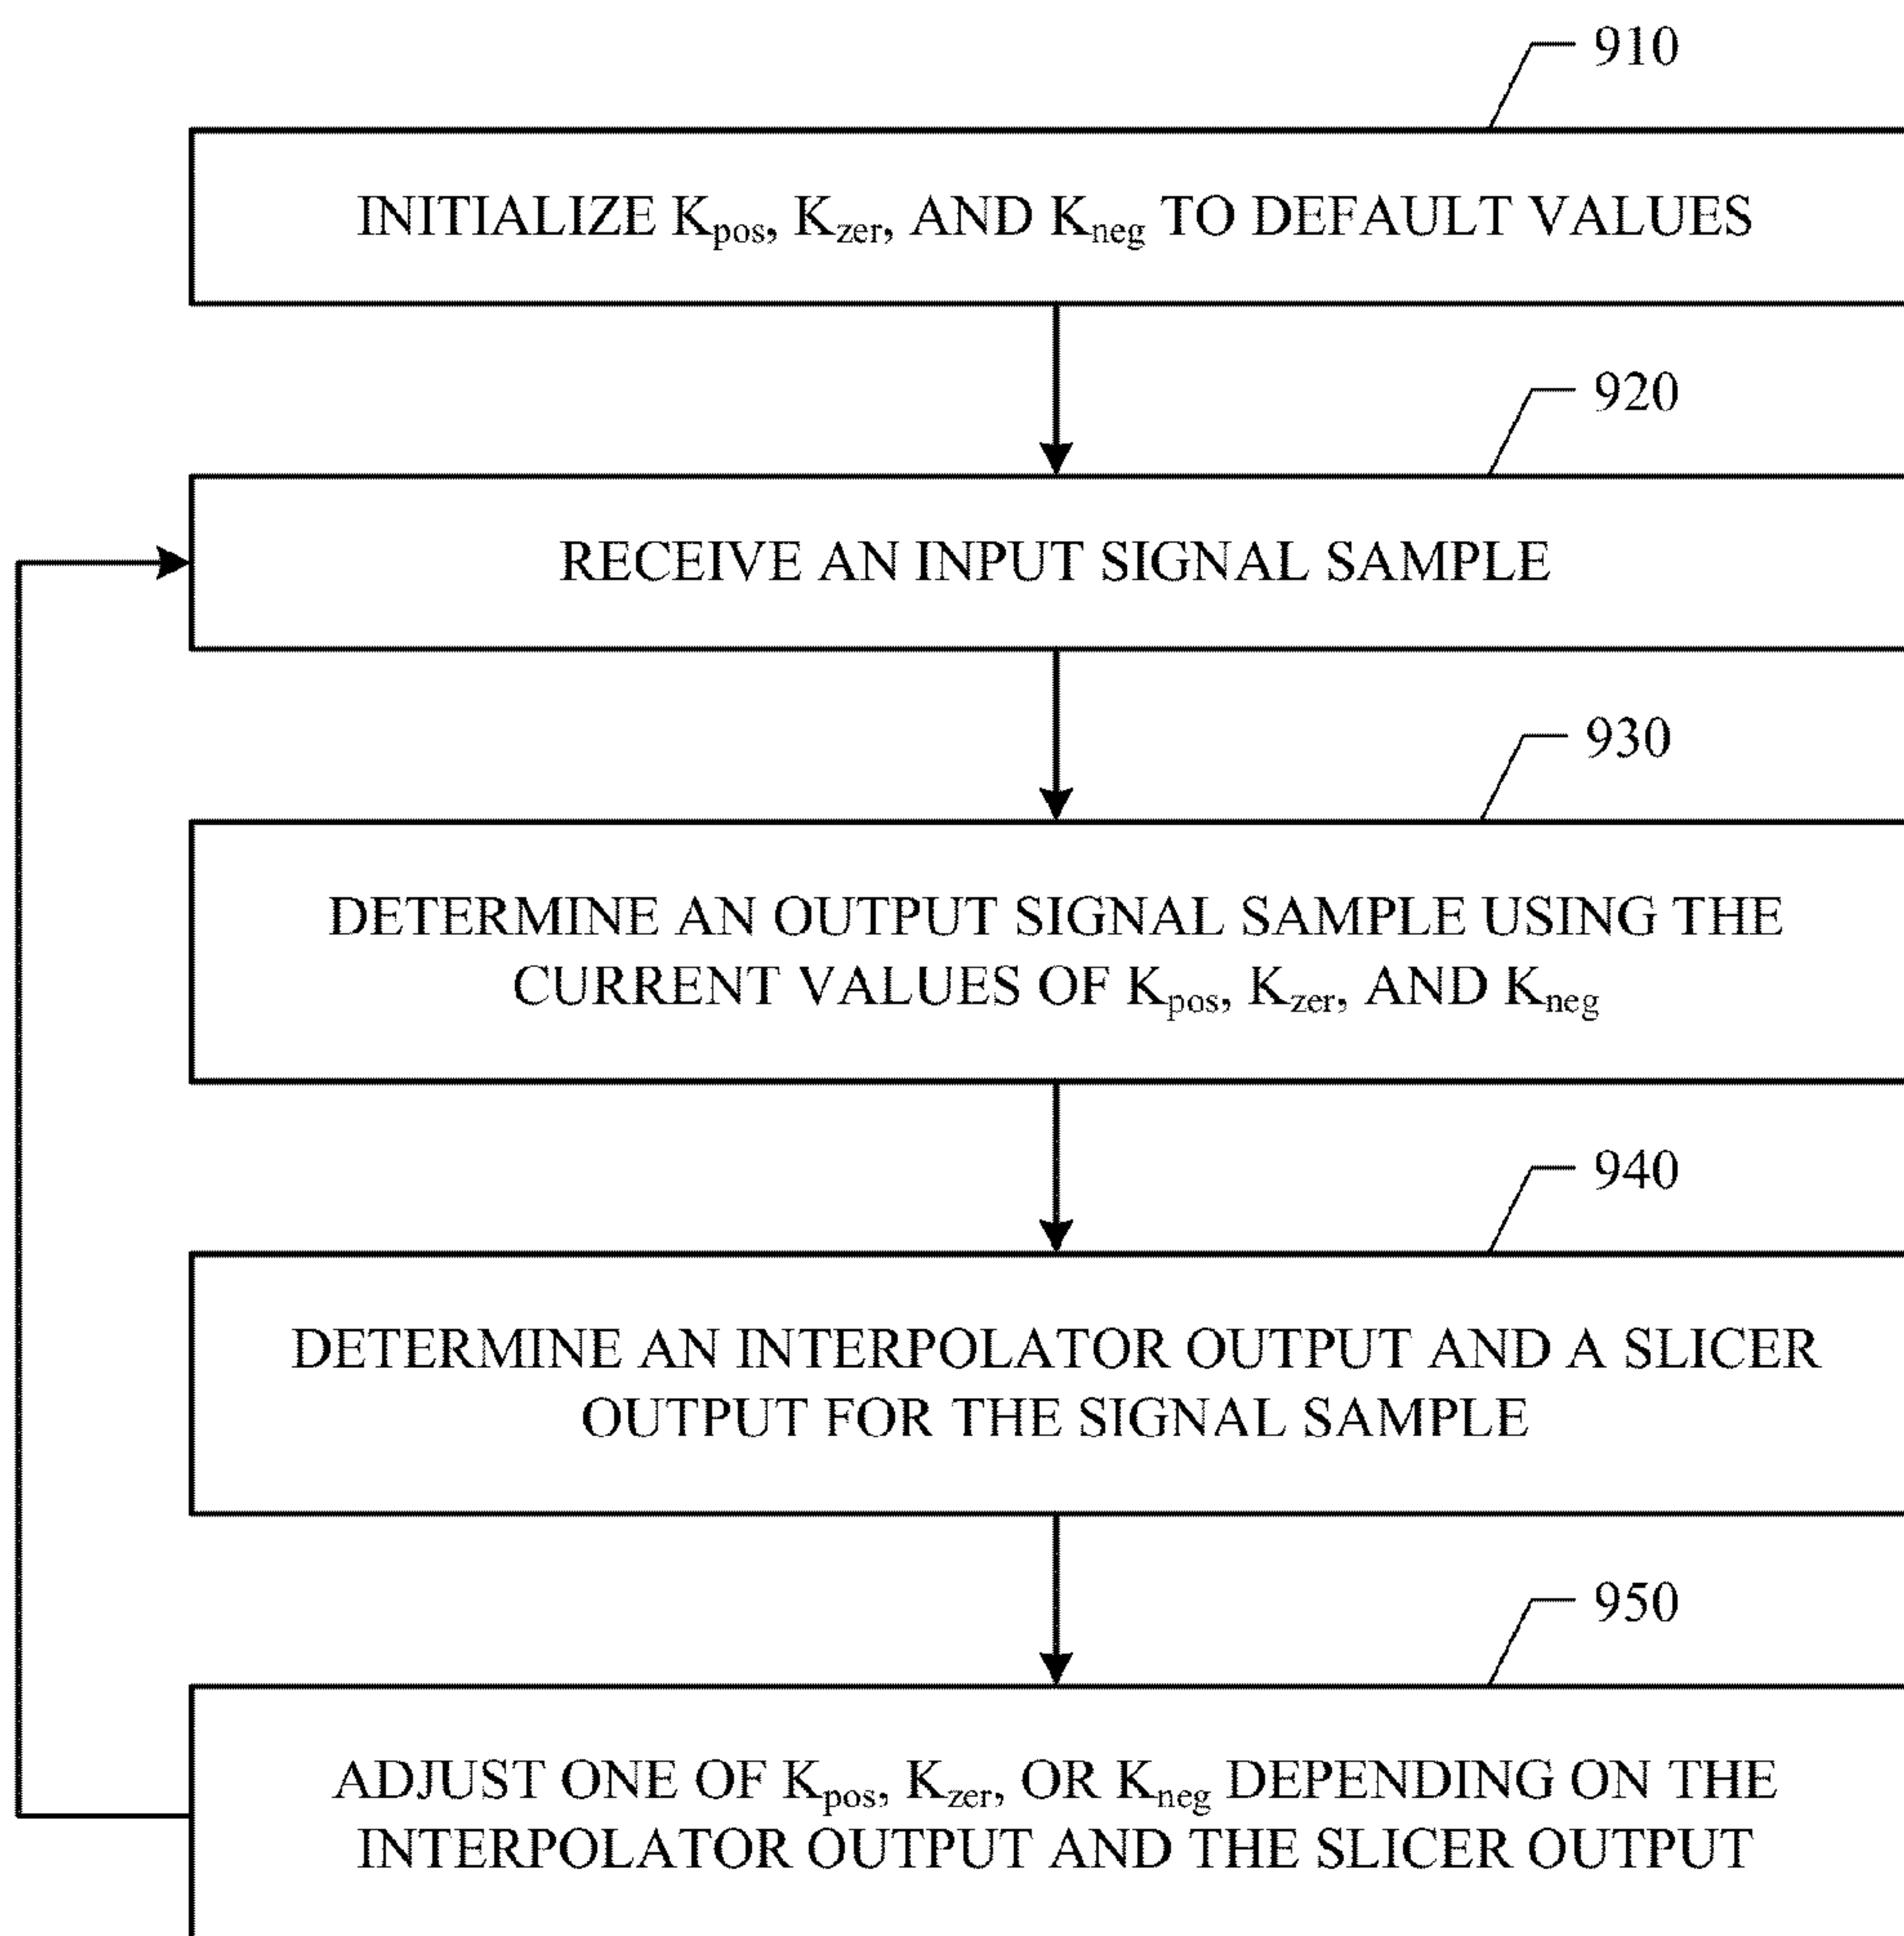 910
INITIALIZE Kpos, Kzer, AND Kneg TO DEFAULT VALUES
920
RECEIVE AN INPUT SIGNAL SAMPLE
930
DETERMINE AN OUTPUT SIGNAL SAMPLE USING THE
CURRENT VALUES OF Kpos, Kzer, AND Kneg
940
DETERMINE AN INTERPOLATOR OUTPUT AND A SLICER
OUTPUT FOR THE SIGNAL SAMPLE
950
ADJUST ONE OF Kpos, Kzer, OR Kneg DEPENDING ON THE
INTERPOLATOR OUTPUT AND THE SLICER OUTPUT